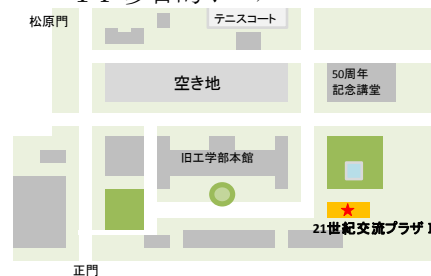 松原門
テニスコート
空き地
50周年
記念講堂
旧工学部本館
21世紀交流プラザ I
正門